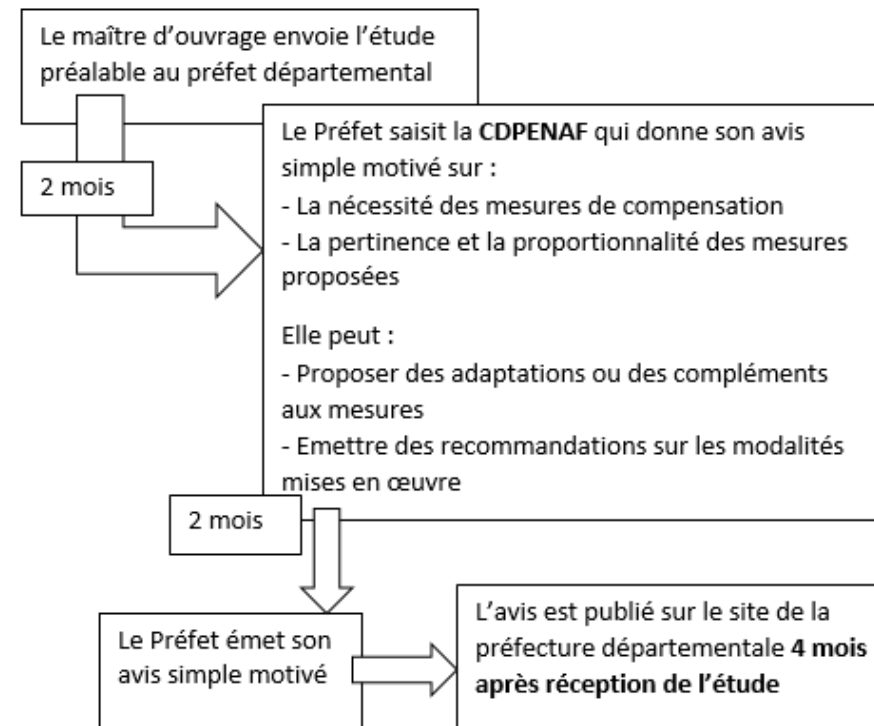 Le maître d’ouvrage envoie l’étude
préalable au préfet départemental
2 mois
Le Préfet saisit la CDPENAF qui donne son avis
simple motivé sur :
- La nécessité des mesures de compensation
- La pertinence et la proportionnalité des mesures
proposées
Elle peut :
- Proposer des adaptations ou des compléments
aux mesures
- Emettre des recommandations sur les modalités
mises en œuvre
2 mois
Le Préfet émet son
avis simple motivé
L’avis est publié sur le site de la
préfecture départementale 4 mois
après réception de l’étude